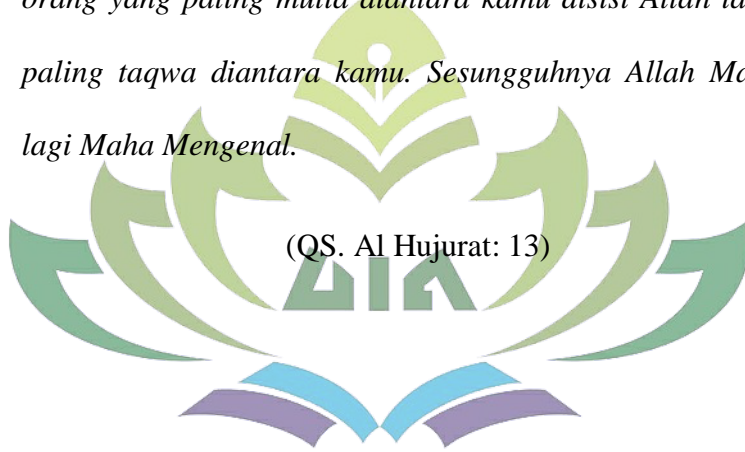 orang yang paling mulia diantara kamu disisi Allah
paling taqwa diantara kamu. Sesungguhnya Allah
lagi Maha Mengenal.
(QS. Al Hujurat: 13)